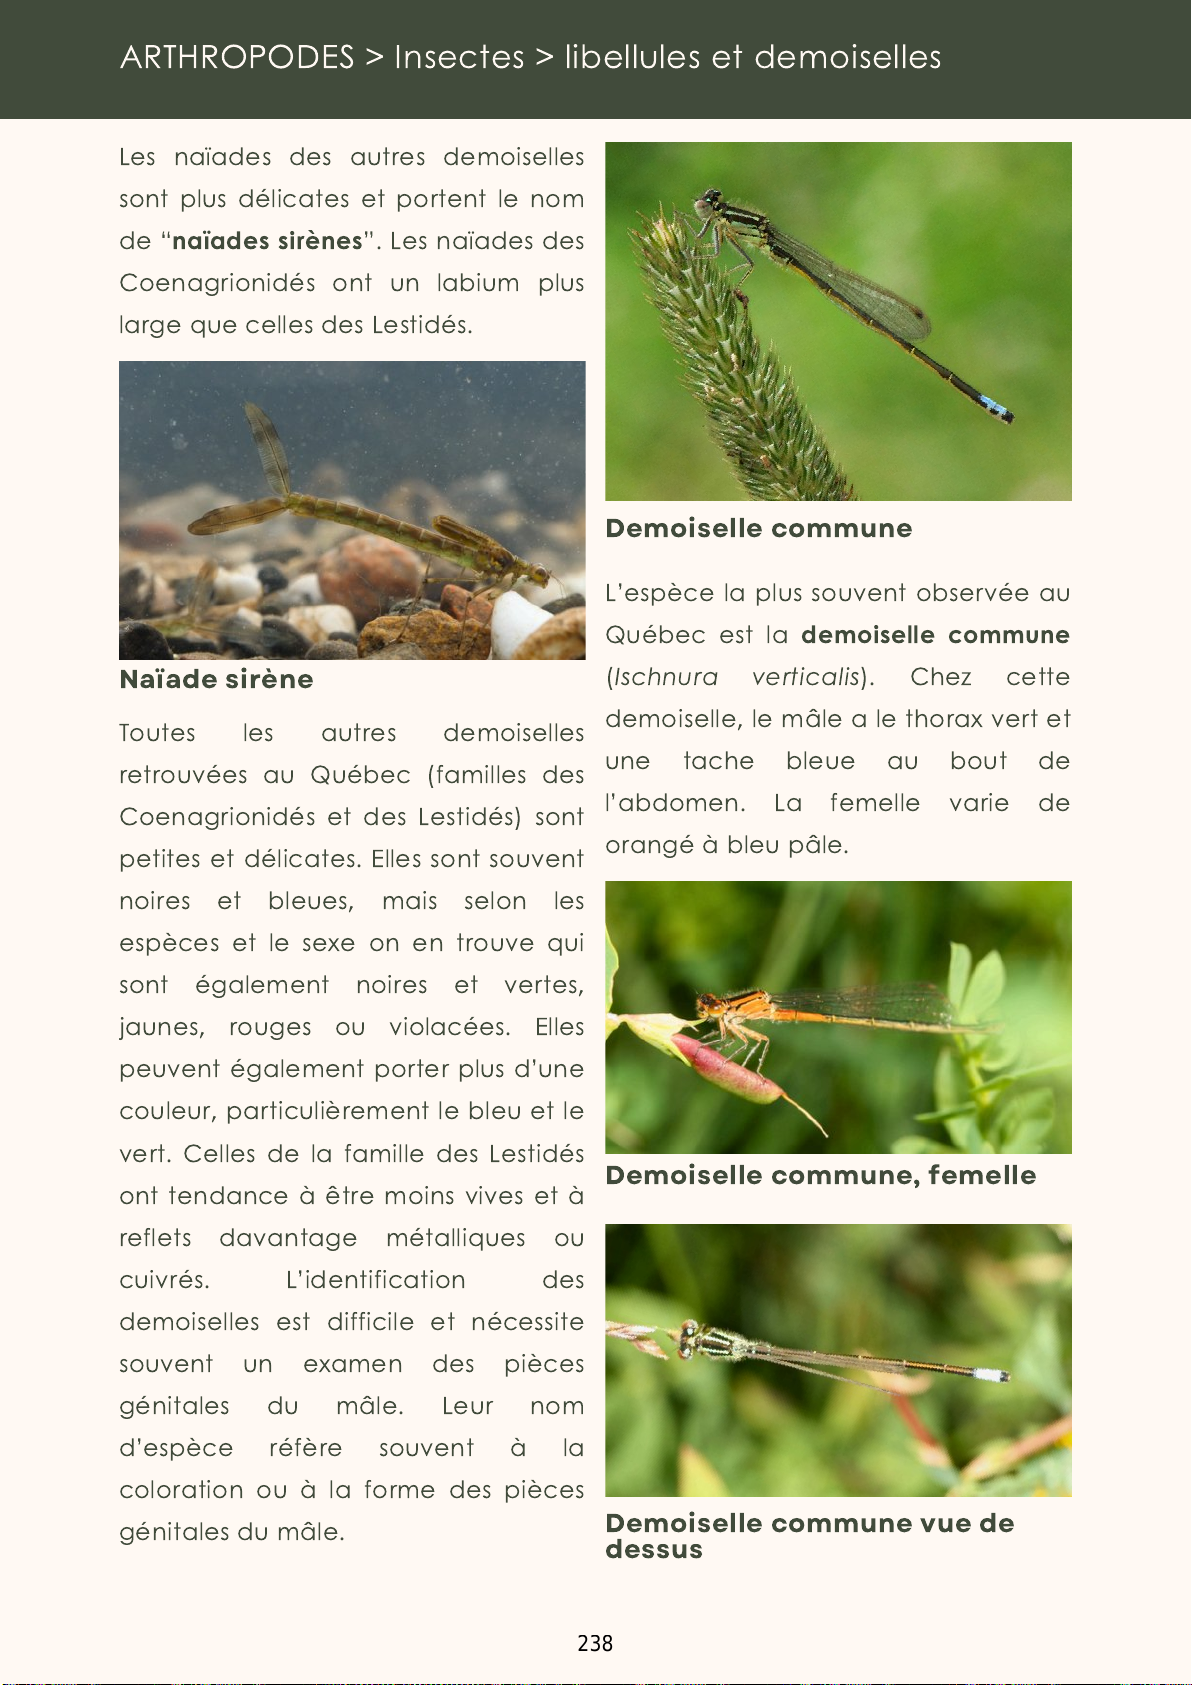 ARTHROPODES > Insectes > libellules et demoiselles
Les naïades des autres demoiselles
sont plus délicates et portent le nom
de “naïades sirènes”. Les naïades des
Coenagrionidés ont un labium plus
large que celles des Lestidés.
Naïade sirène
Toutes les autres demoiselles
retrouvées au Québec (familles des
Coenagrionidés et des Lestidés) sont
petites et délicates. Elles sont souvent
noires et bleues, mais selon les
espèces et le sexe on en trouve qui
sont également noires et vertes,
jaunes, rouges ou violacées. Elles
peuvent également porter plus d’une
couleur, particulièrement le bleu et le
vert. Celles de la famille des Lestidés
ont tendance à être moins vives et à
reflets davantage métalliques ou
cuivrés. L’identification des
demoiselles est difficile et nécessite
souvent un examen des pièces
génitales du mâle. Leur nom
d’espèce réfère souvent à la
coloration ou à la forme des pièces
génitales du mâle.
Demoiselle commune
L’espèce la plus souvent observée au
Québec est la demoiselle commune
(Ischnura verticalis). Chez cette
demoiselle, le mâle a le thorax vert et
une tache bleue au bout de
l’abdomen. La femelle varie de
orangé à bleu pâle.
Demoiselle commune, femelle
Demoiselle commune vue de
dessus
238